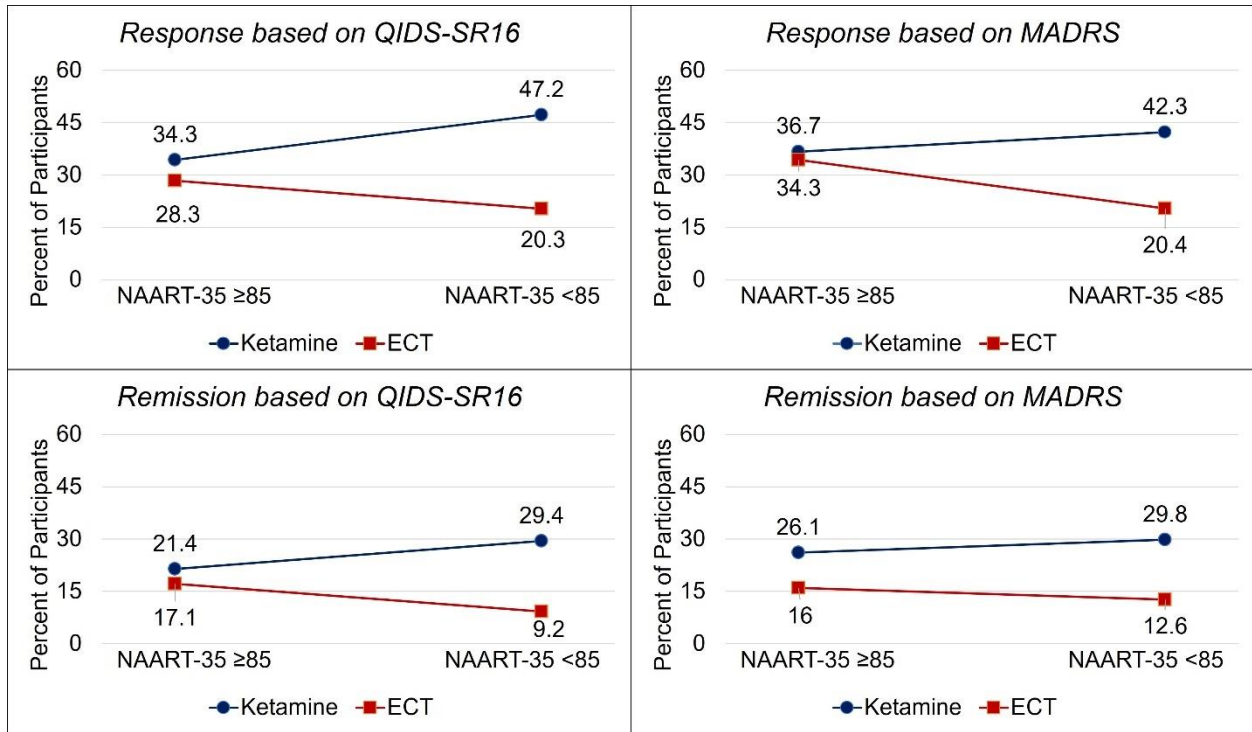 Response based on QIDS-SR16
Percent of Participants
60
45
30
15
0
34.3
47.2
28.3
20.3
NAART-35 ≥85
NAART-35 <85
Ketamine
ECT
Response based on MADRS
Percent of Participants
60
45
30
15
0
36.7
42.3
34.3
20.4
NAART-35 ≥85
NAART-35 <85
Ketamine
ECT
Remission based on QIDS-SR16
Percent of Participants
60
45
30
15
0
21.4
29.4
17.1
9.2
NAART-35 ≥85
NAART-35 <85
Ketamine
ECT
Remission based on MADRS
Percent of Participants
60
45
30
15
0
26.1
29.8
16
12.6
NAART-35 ≥85
NAART-35 <85
Ketamine
ECT